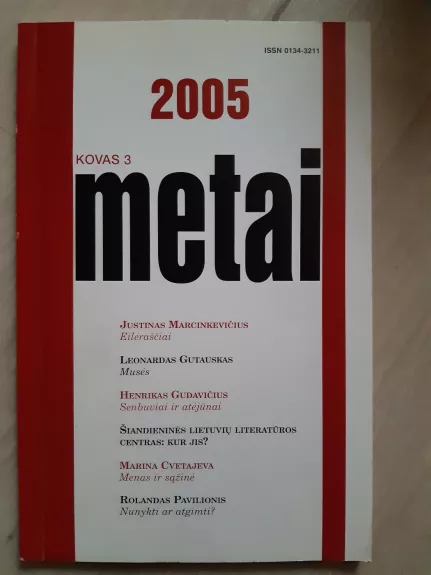 ISSN 0134-3211
2005
KOVAS 3
metai
JUSTINAS MARCINKEVIČIUS
Eilerаščiai
LEONARDAS GUTAUSKAS
Musės
HENRIKAS GUDAVIČIUS
Senbuviai ir atėjūnai
ŠIANDIENINĖS LIETUVIŲ LITERATŪROS
CENTRAS: KUR JIS?
MARINA CVETAJEVA
Menas ir sąžinė
ROLANDAS PAVILIONIS
Nunykti ar atgimti?